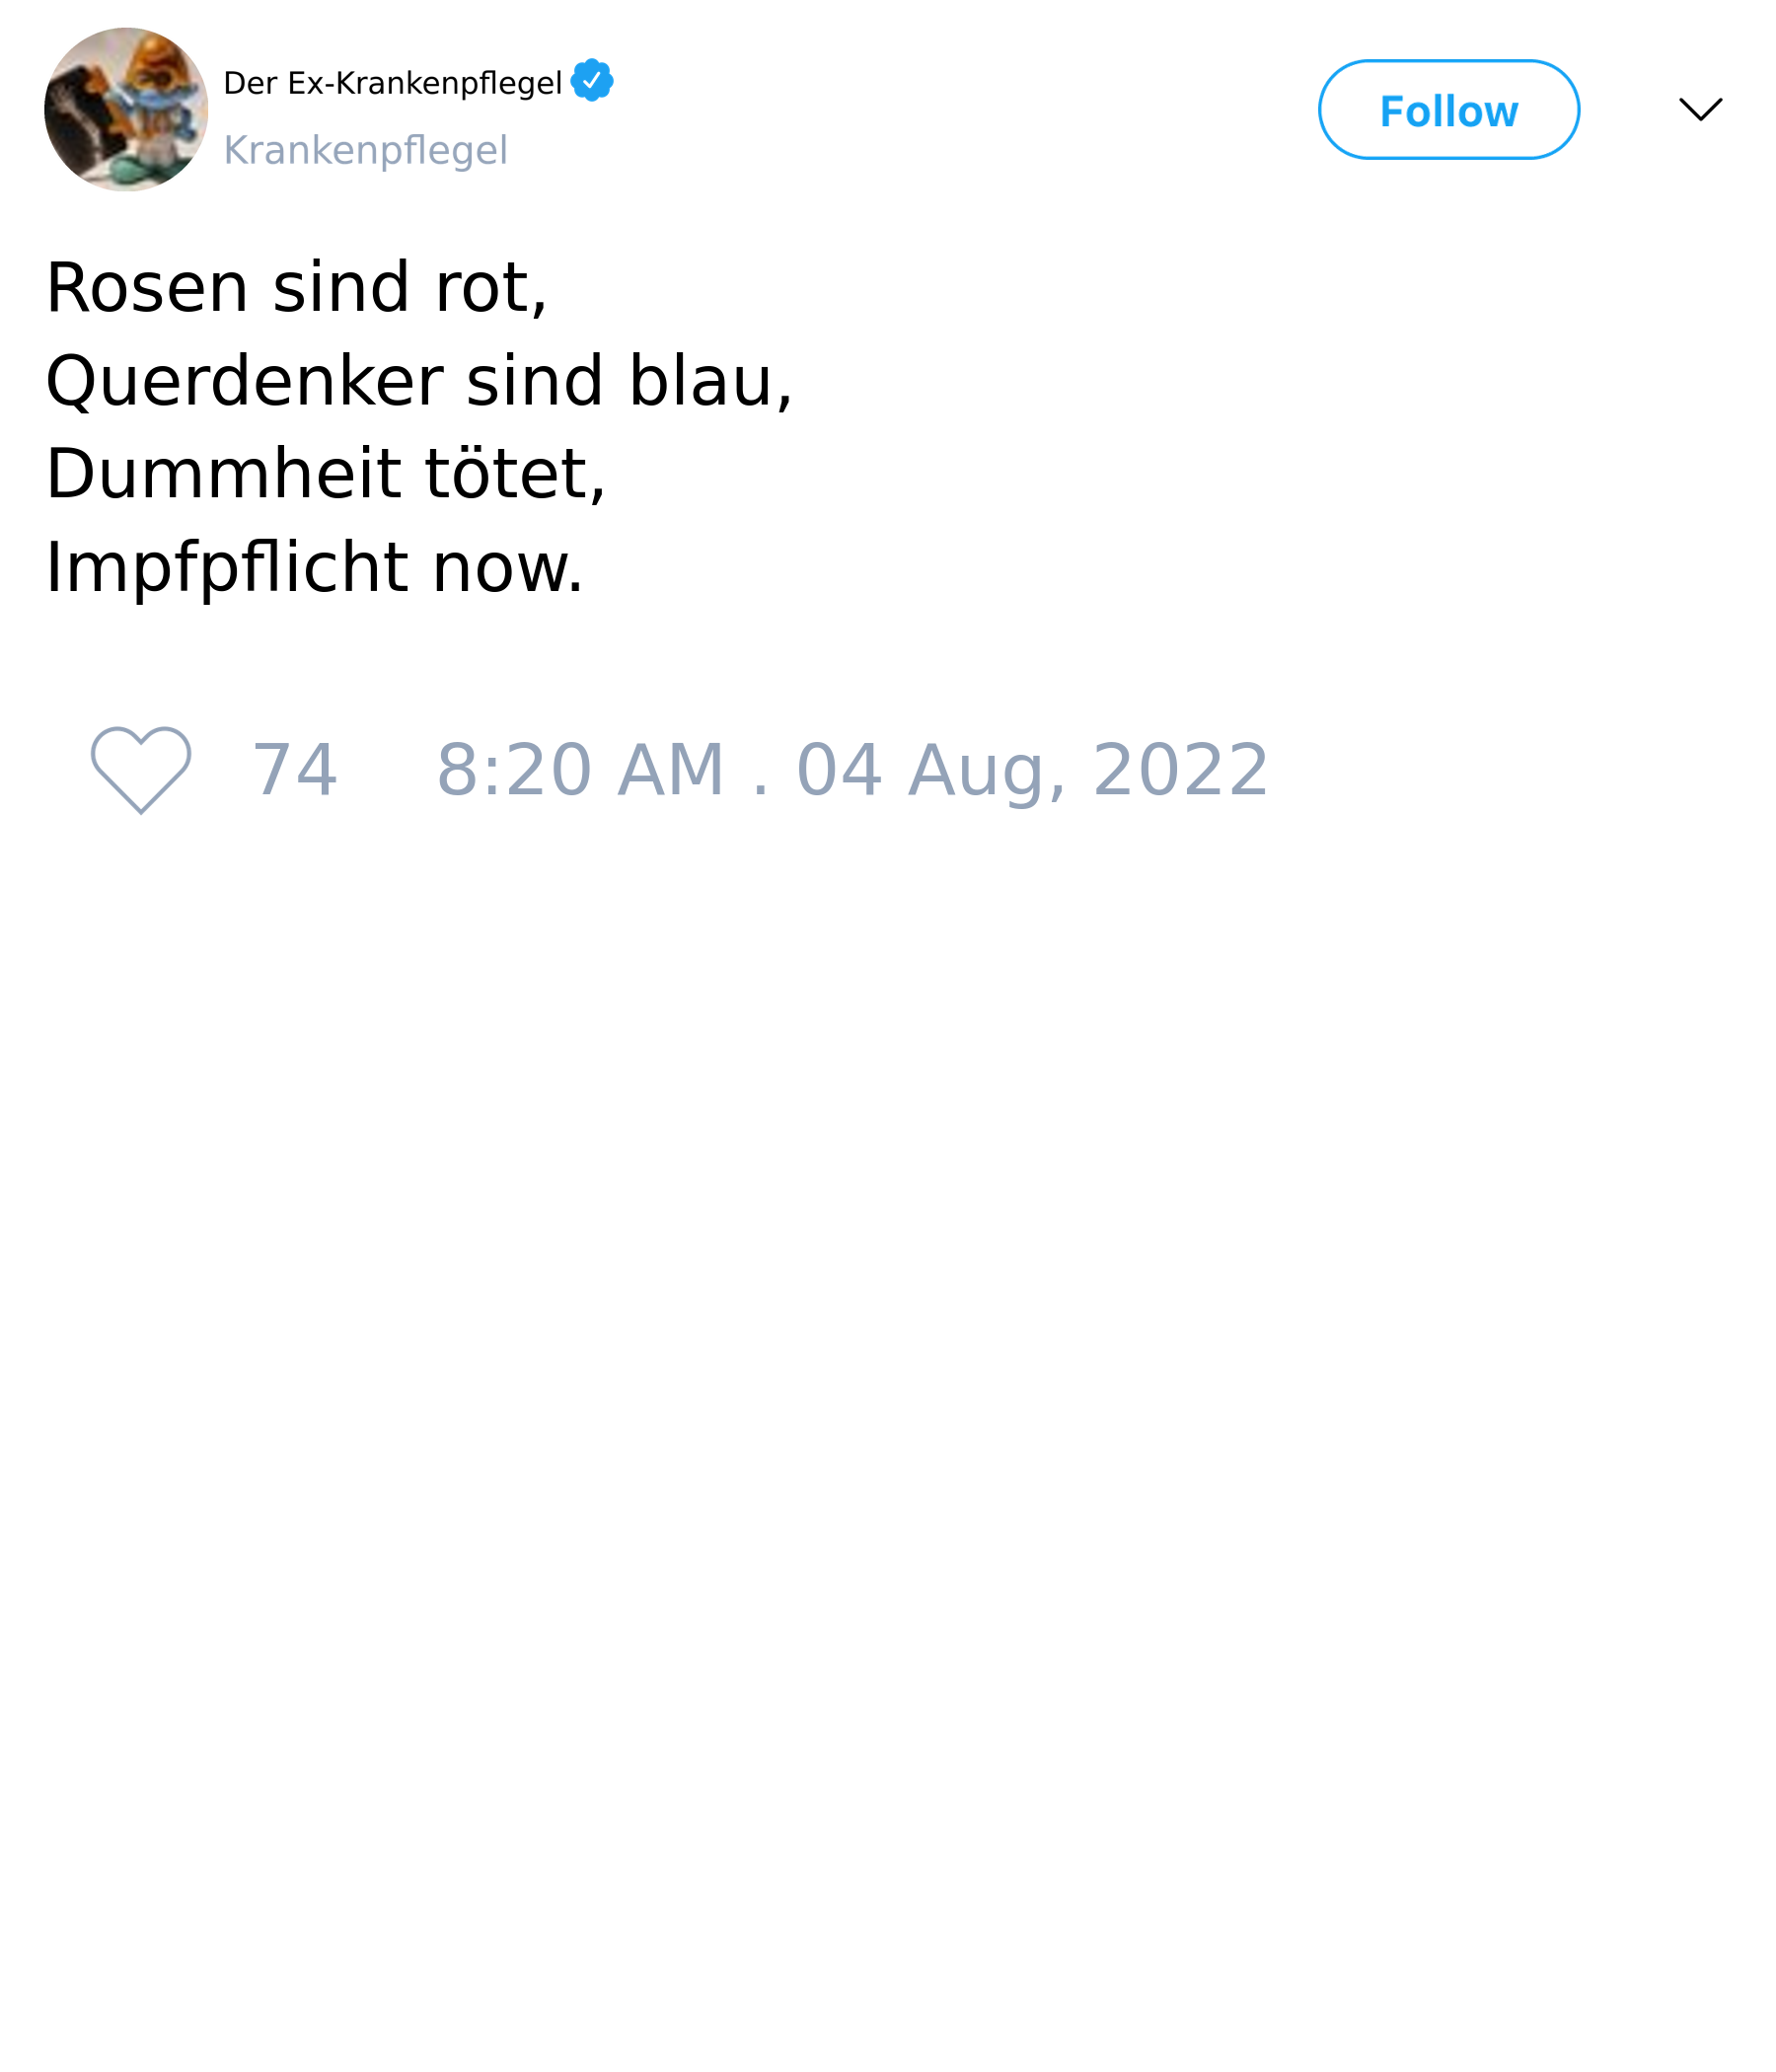 Der Ex-Krankenpflegel
Krankenpflegel
Follow
Rosen sind rot,
Querdenker sind blau,
Dummheit tötet,
Impfpflicht now.
74 8:20 AM . 04 Aug, 2022